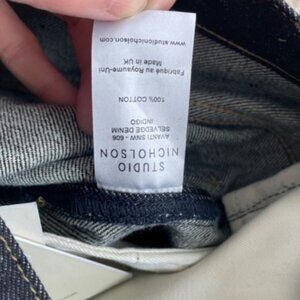 STUDIO
NICHOLSON
AYANTI SNW - 606
SELVEDGE DENIM
INDIGO
100% COTTON
Made in UK
Fabriqué au Royaume-Uni
www.studionicholson.com